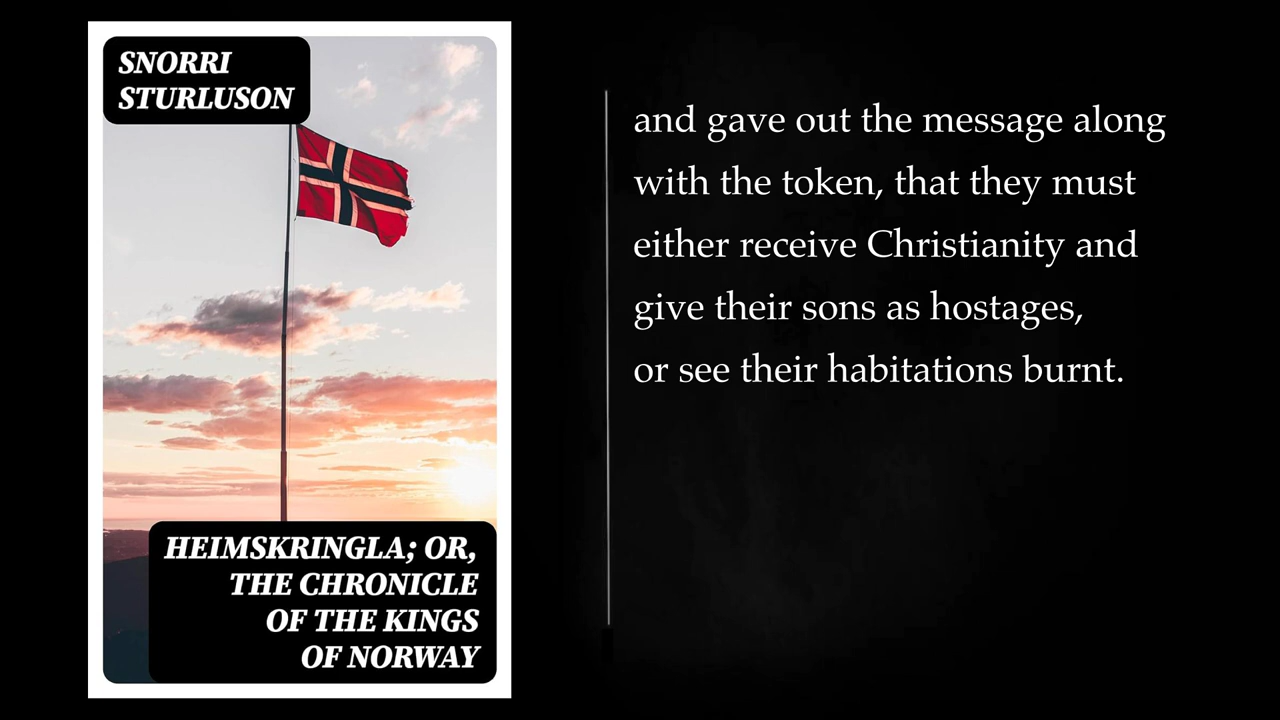 SNORRI
STURLUSON
HEIMSKRINGLA; OR,
THE CHRONICLE
OF THE KINGS
OF NORWAY
and gave out the message along
with the token, that they must
either receive Christianity and
give their sons as hostages,
or see their habitations burnt.